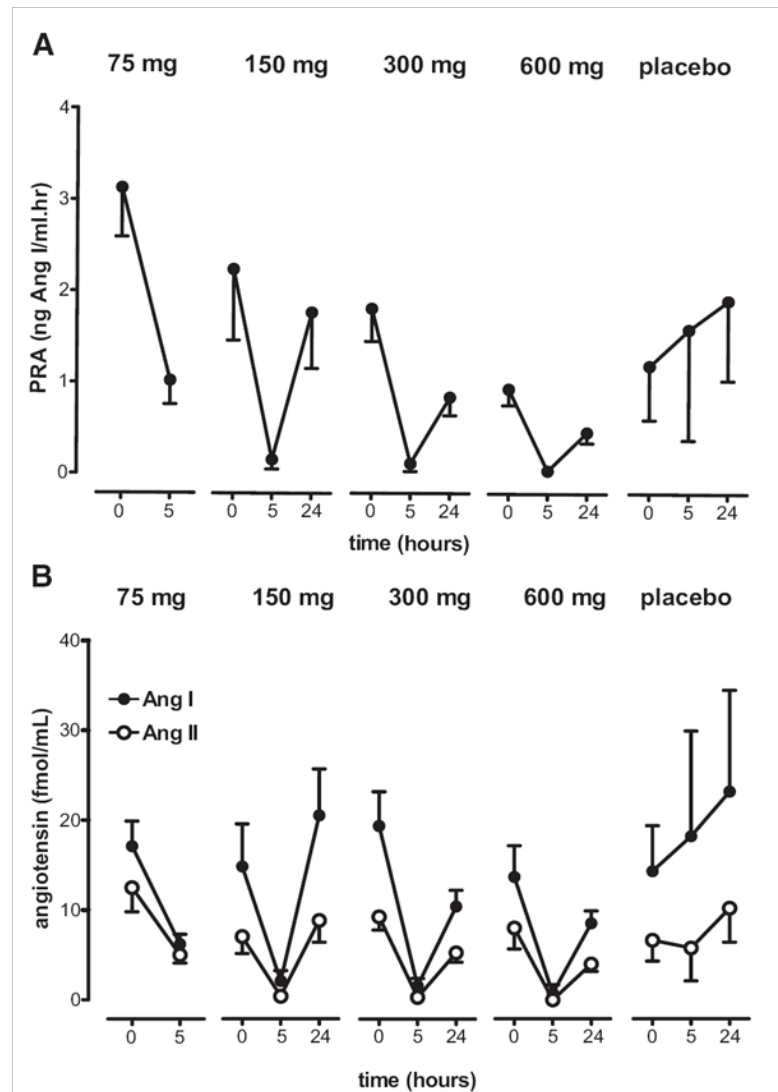 A
75 mg 150 mg 300 mg 600 mg placebo
PRA (ng Ang I/ml.hr)
4
3
2
1
0
0 5 0 5 24 0 5 24 0 5 24 0 5 24
time (hours)
B
75 mg 150 mg 300 mg 600 mg placebo
angiotensin (fmol/mL)
40
30
20
10
0
Ang I
Ang II
0 5 0 5 24 0 5 24 0 5 24 0 5 24
time (hours)